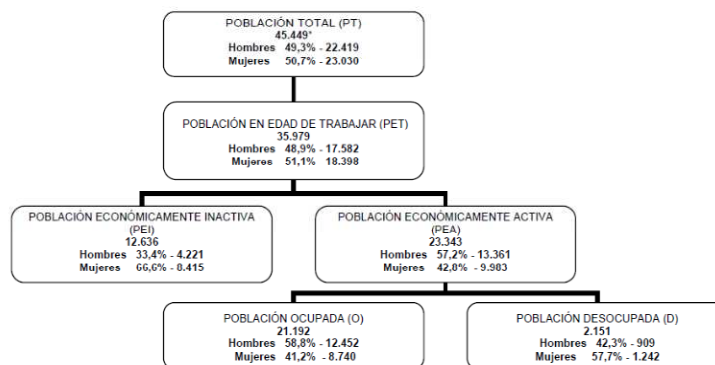 POBLACIÓN TOTAL (PT)
45.449*
Hombres 49,3% - 22.419
Mujeres 50,7% - 23.030
POBLACIÓN EN EDAD DE TRABAJAR (PET)
35.979
Hombres 48,9% - 17.582
Mujeres 51,1% 18.398
POBLACIÓN ECONÓMICAMENTE INACTIVA
(PEI)
12.636
Hombres 33,4% - 4.221
Mujeres 66,6% - 8.415
POBLACIÓN ECONÓMICAMENTE ACTIVA
(PEA)
23.343
Hombres 57,2% - 13.361
Mujeres 42,8% - 9.983
POBLACIÓN OCUPADA (O)
21.192
Hombres 58,8% - 12.452
Mujeres 41,2% - 8.740
POBLACIÓN DESOCUPADA (D)
2.151
Hombres 42,3% - 909
Mujeres 57,7% - 1.242